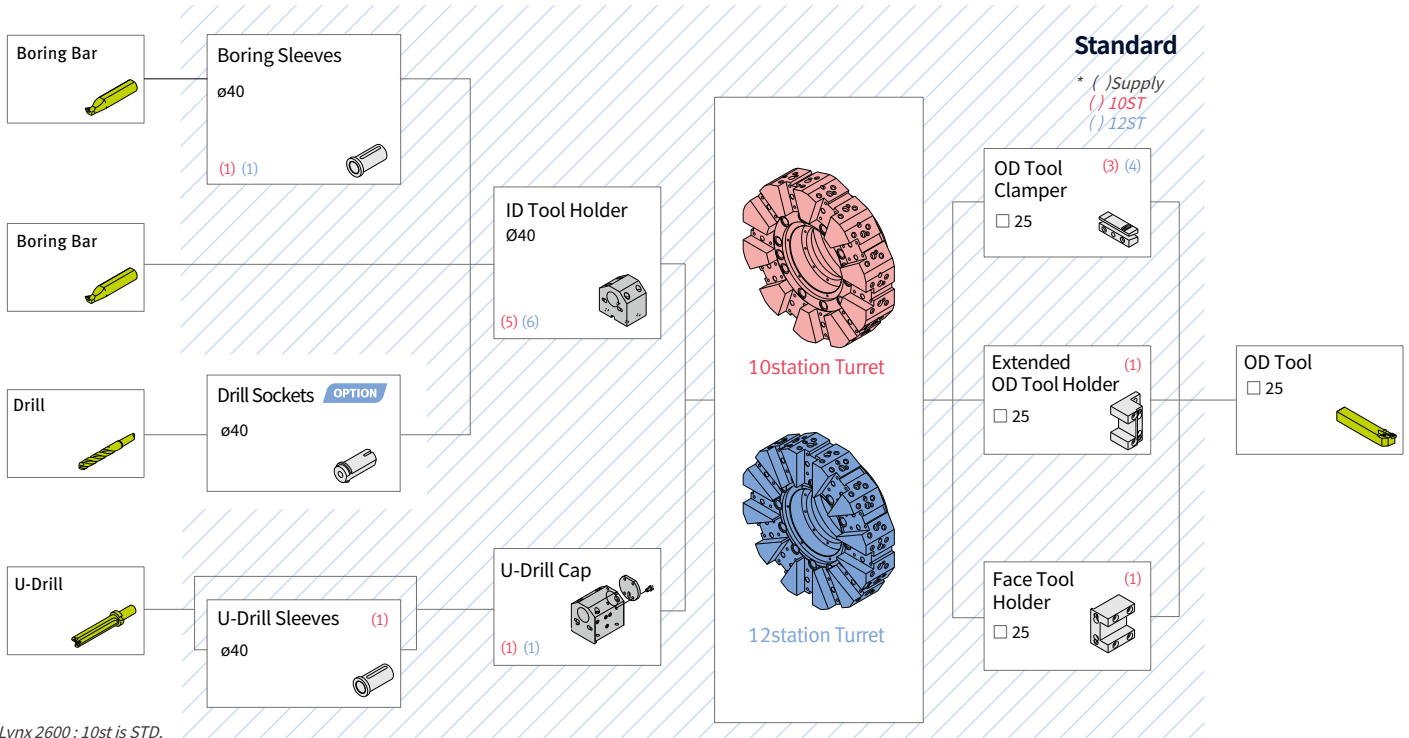 Standard
* ( )Supply
( ) 10ST
( ) 12ST
Boring Bar
Boring Sleeves
ø40
(1) (1)
Boring Bar
ID Tool Holder
Ø40
(5) (6)
Drill
Drill Sockets OPTION
ø40
U-Drill
U-Drill Sleeves (1)
ø40
U-Drill Cap
(1) (1)
10station Turret
12station Turret
OD Tool (3) (4)
Clamper
□ 25
Extended (1)
OD Tool Holder
□ 25
Face Tool (1)
Holder
□ 25
OD Tool
□ 25
Lynx 2600 : 10st is STD.